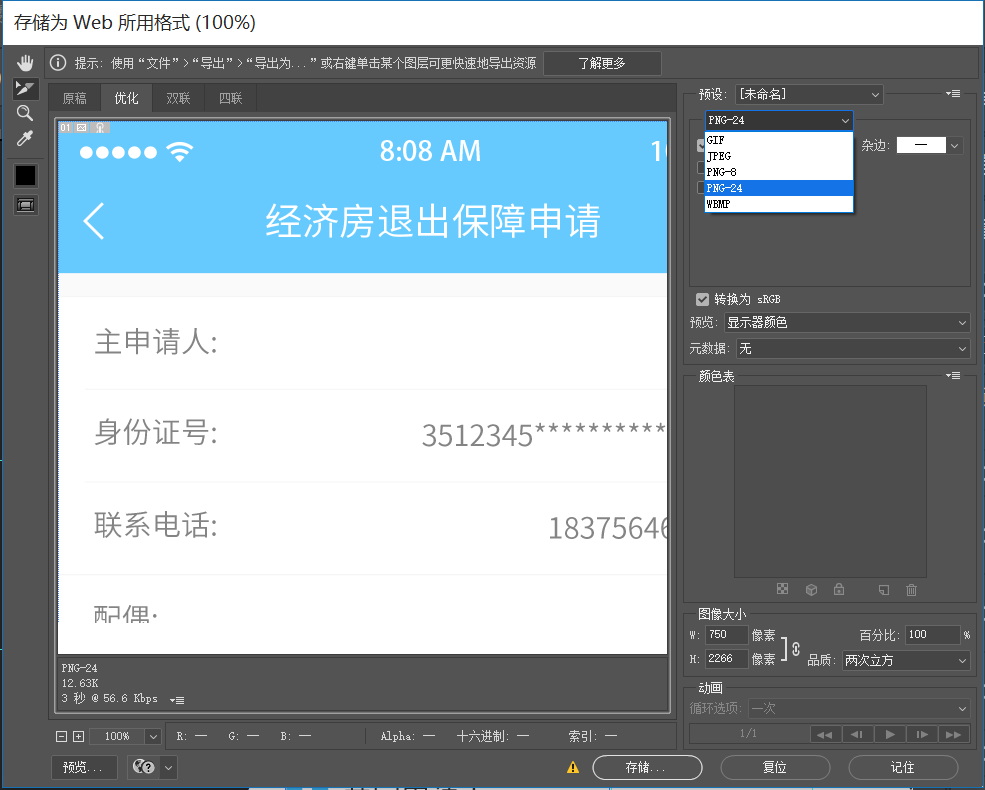 存储为 Web 所用格式 (100%)
提示: 使用“文件”>“导出”>“导出为...”或右键单击某个图层可更快速地导出资源
了解更多
原稿 优化 双联 四联
预设: [未命名]
PNG-24
杂边: 一
GIF
JPEG
PNG-8
PNG-24
WBMP
01
8:08 AM
经济房退出保障申请
主申请人:
身份证号: 3512345**********
联系电话: 1837564
配偶:
转换为 sRGB
预览: 显示器颜色
元数据: 无
颜色表
图像大小
W: 750 像素
H: 2266 像素
百分比: 100 %
品质: 两次立方
动画
循环选项: 一次
1/1
PNG-24
12.63K
3 秒 @ 56.6 Kbps
100% R: — G: — B: — Alpha: — 十六进制: — 索引: —
预览... 存储... 复位 记住